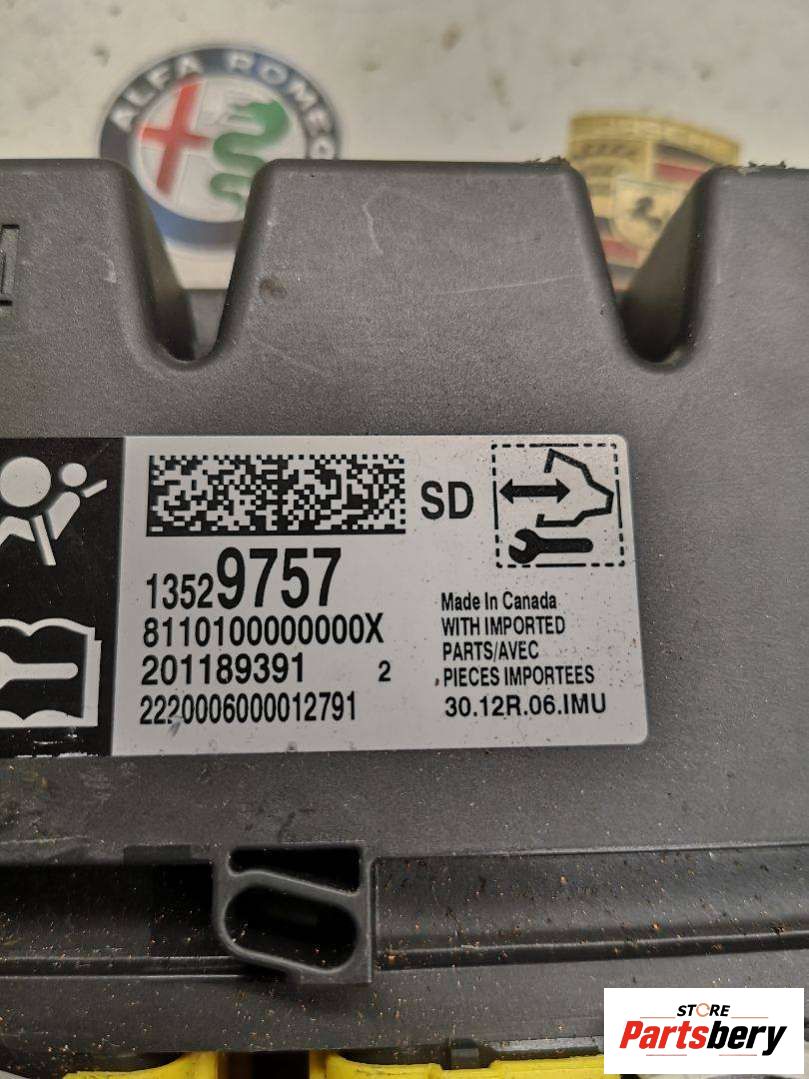 ALFA ROMEO
SD
13529757
8110100000000X
201189391 2
2220006000012791
Made In Canada
WITH IMPORTED
PARTS/AVEC
PIECES IMPORTEES
30.12R.06.IMU
STORE
Partsbery